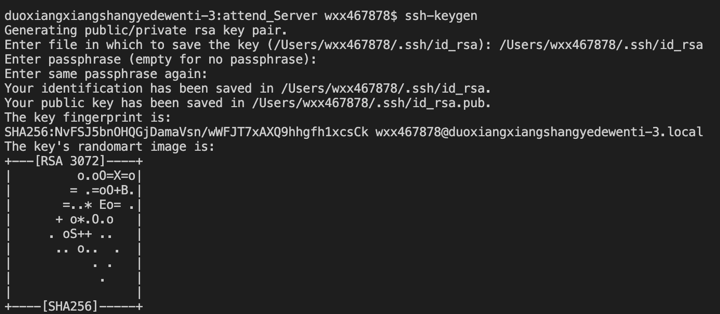 duoxiangxiangshangyedewenti-3:attend_Server wxx467878$ ssh-keygen
Generating public/private rsa key pair.
Enter file in which to save the key (/Users/wxx467878/.ssh/id_rsa): /Users/wxx467878/.ssh/id_rsa
Enter passphrase (empty for no passphrase):
Enter same passphrase again:
Your identification has been saved in /Users/wxx467878/.ssh/id_rsa.
Your public key has been saved in /Users/wxx467878/.ssh/id_rsa.pub.
The key fingerprint is:
SHA256:NvFSJ5bnOHQGjDamaVsn/wWFJT7xAXQ9hhgfh1xcsCk wxx467878@duoxiangxiangshangyedewenti-3.local
The key's randomart image is:
+---[RSA 3072]----+
|         o.oO=X=o|
|        = .=oO+B.|
|       =..* Eo= .|
|      + o*.O.o   |
|     . oS++ ..   |
|      .. o..  .  |
|           . .   |
|            .    |
|                 |
+----[SHA256]-----+